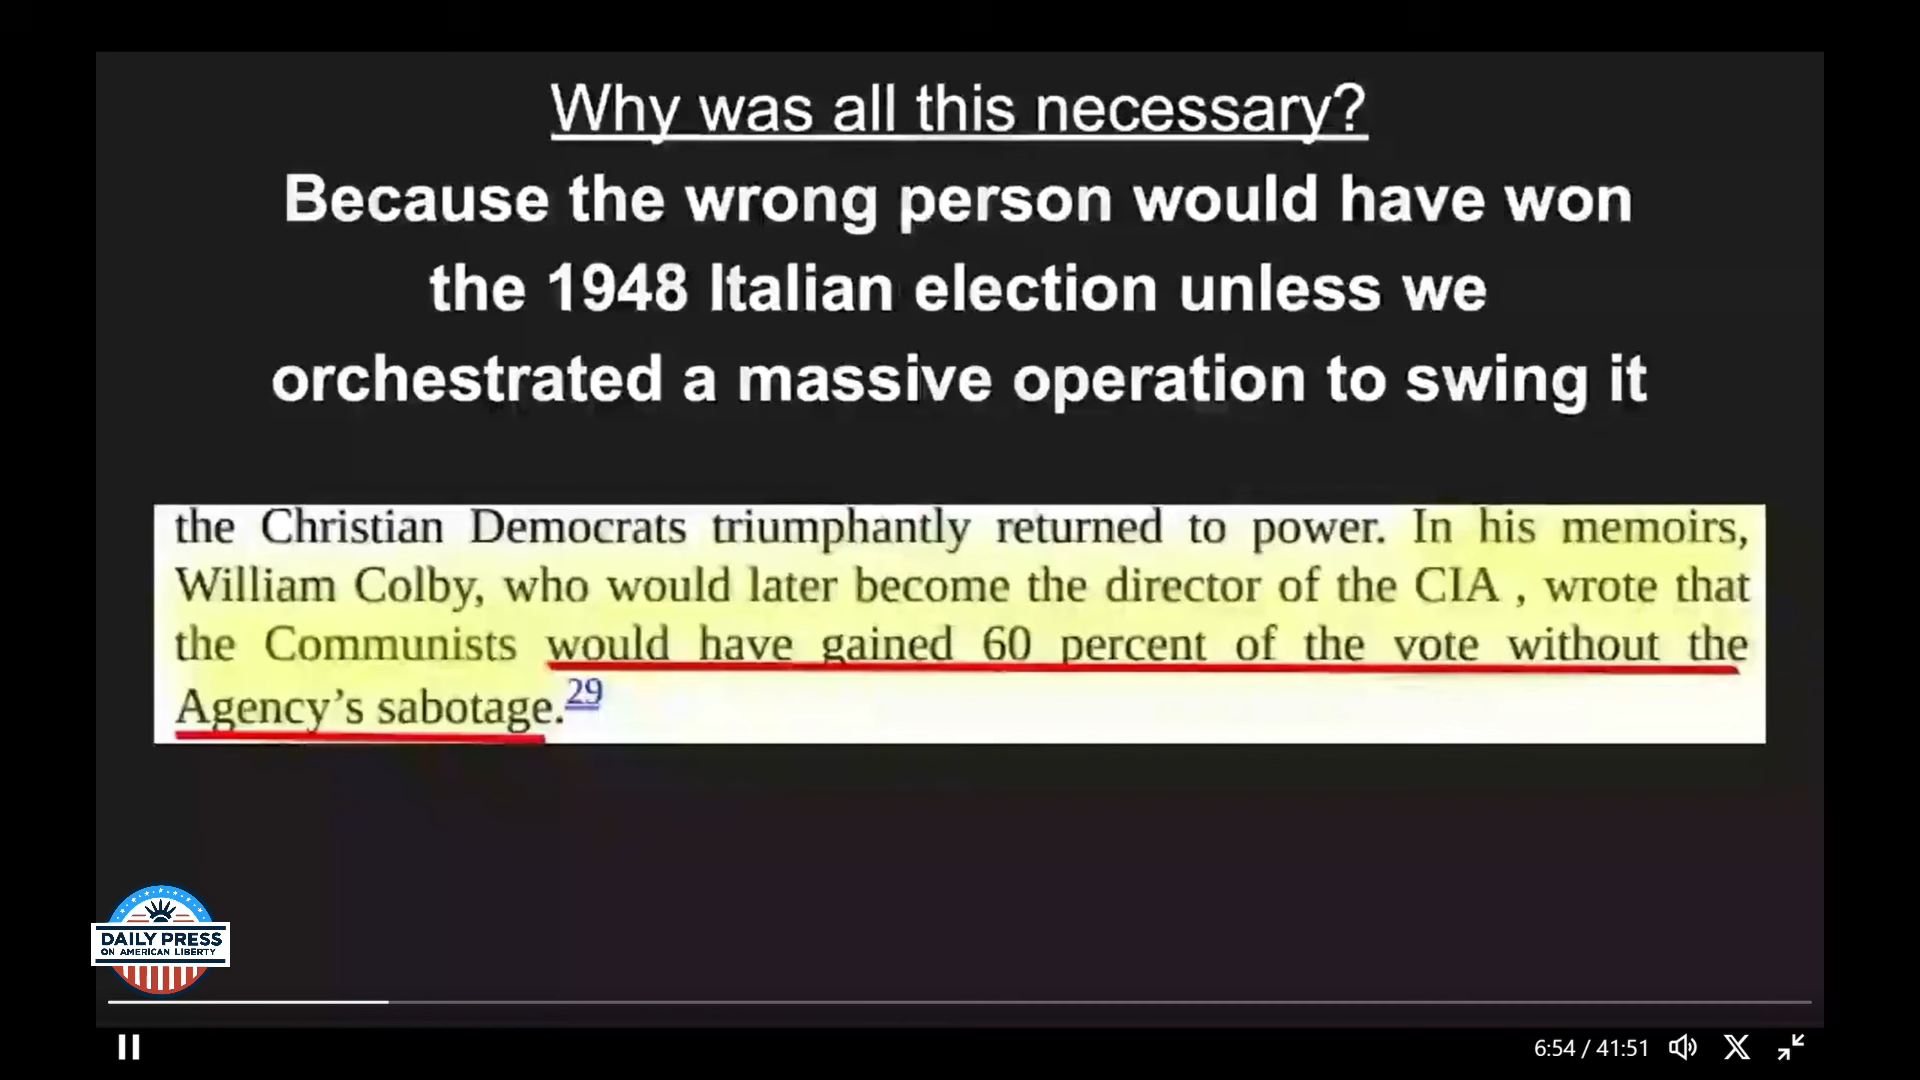 Why was all this necessary?
Because the wrong person would have won
the 1948 Italian election unless we
orchestrated a massive operation to swing it
the Christian Democrats triumphantly returned to power. In his memoirs,
William Colby, who would later become the director of the CIA , wrote that
the Communists would have gained 60 percent of the vote without the
Agency's sabotage.29
DAILY PRESS
ON AMERICAN LIBERTY
6:54 / 41:51